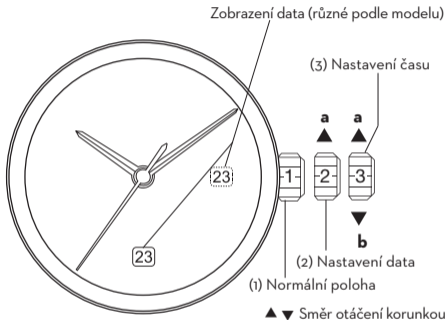 Zobrazení data (různé podle modelu)
(3) Nastavení času
a a
1 2 3
23
23
b
(2) Nastavení data
(1) Normální poloha
▲ ▼ Směr otáčení korunkou